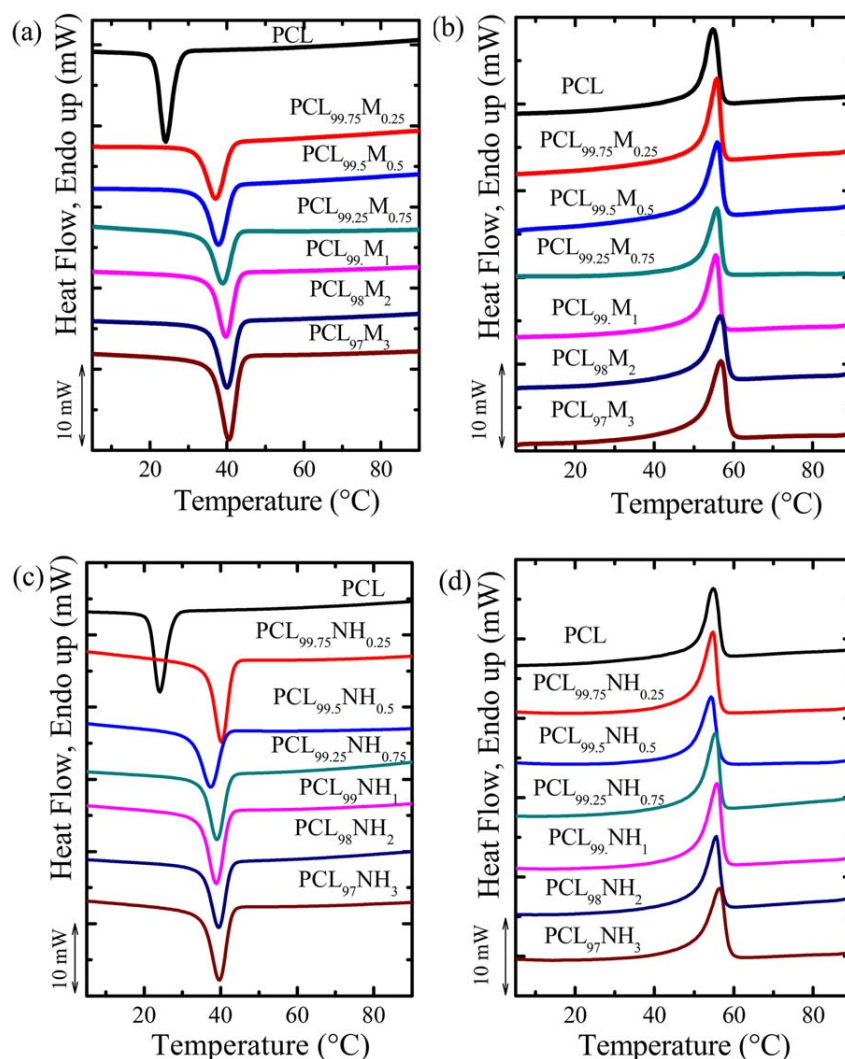 (a)
Heat Flow, Endo up (mW)
PCL
PCL99.75M0.25
PCL99.5M0.5
PCL99.25M0.75
PCL99.M1
PCL98M2
PCL97M3
10 mW
20 40 60 80
Temperature (°C)
(b)
Heat Flow, Endo up (mW)
PCL
PCL99.75M0.25
PCL99.5M0.5
PCL99.25M0.75
PCL99.M1
PCL98M2
PCL97M3
10 mW
20 40 60 80
Temperature (°C)
(c)
Heat Flow, Endo up (mW)
PCL
PCL99.75NH0.25
PCL99.5NH0.5
PCL99.25NH0.75
PCL99NH1
PCL98NH2
PCL97NH3
10 mW
20 40 60 80
Temperature (°C)
(d)
Heat Flow, Endo up (mW)
PCL
PCL99.75NH0.25
PCL99.5NH0.5
PCL99.25NH0.75
PCL99.NH1
PCL98NH2
PCL97NH3
10 mW
20 40 60 80
Temperature (°C)